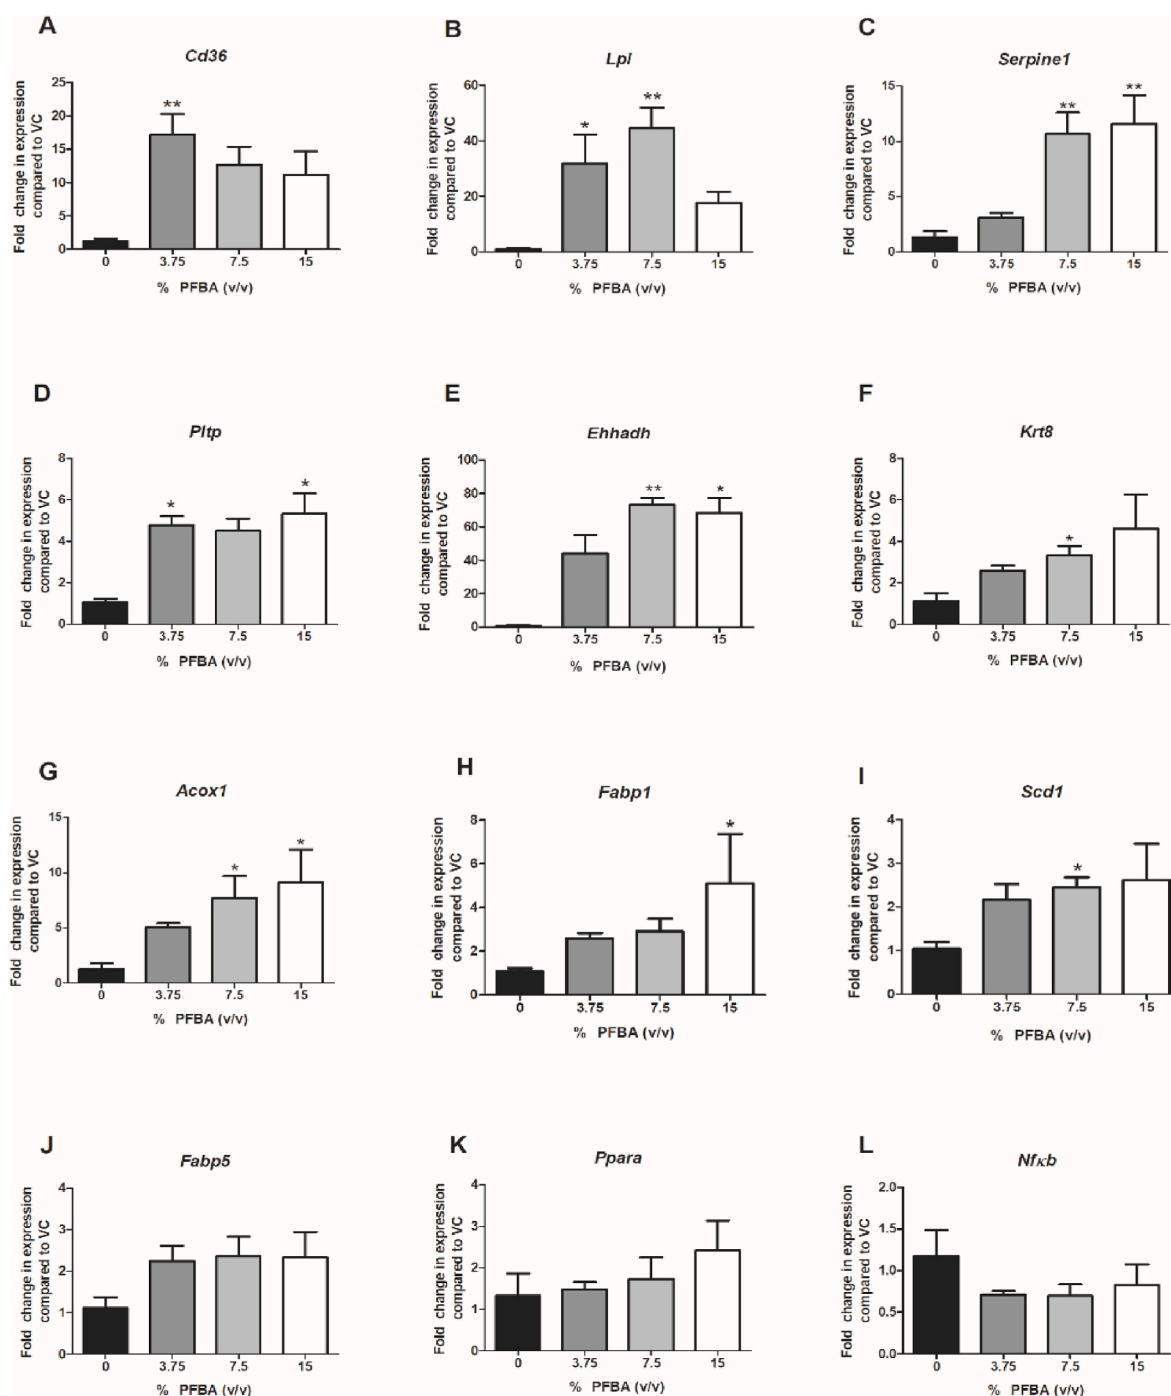 A
Cd36
Fold change in expression
compared to VC
25
20
15
10
5
0
**
0 3.75 7.5 15
% PFBA (v/v)
B
Lpl
Fold change in expression
compared to VC
60
40
20
0
*
**
0 3.75 7.5 15
% PFBA (v/v)
C
Serpine1
Fold change in expression
compared to VC
15
10
5
0
**
**
0 3.75 7.5 15
% PFBA (v/v)
D
Pltp
Fold change in expression
compared to VC
8
6
4
2
0
*
*
0 3.75 7.5 15
% PFBA (v/v)
E
Ehhadh
Fold change in expression
compared to VC
100
80
60
40
20
0
**
*
0 3.75 7.5 15
% PFBA (v/v)
F
Krt8
Fold change in expression
compared to VC
8
6
4
2
0
*
0 3.75 7.5 15
% PFBA (v/v)
G
Acox1
Fold change in expression
compared to VC
15
10
5
0
*
*
0 3.75 7.5 15
% PFBA (v/v)
H
Fabp1
Fold change in expression
compared to VC
8
6
4
2
0
*
0 3.75 7.5 15
% PFBA (v/v)
I
Scd1
Fold change in expression
compared to VC
4
3
2
1
0
*
0 3.75 7.5 15
% PFBA (v/v)
J
Fabp5
Fold change in expression
compared to VC
4
3
2
1
0
0 3.75 7.5 15
% PFBA (v/v)
K
Ppara
Fold change in expression
compared to VC
4
3
2
1
0
0 3.75 7.5 15
% PFBA (v/v)
L
Nfκb
Fold change in expression
compared to VC
2.0
1.5
1.0
0.5
0.0
0 3.75 7.5 15
% PFBA (v/v)